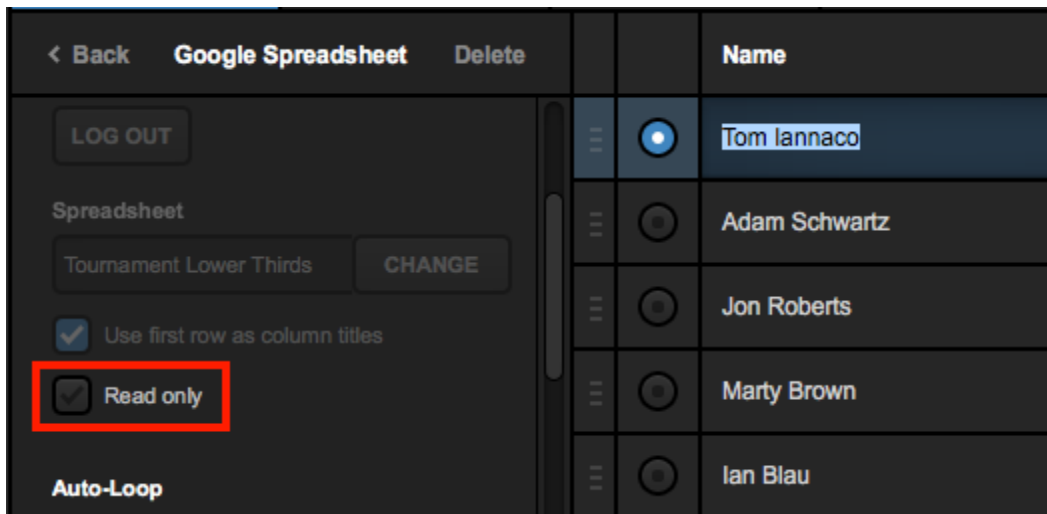 < Back Google Spreadsheet Delete
LOG OUT
Spreadsheet
Tournament Lower Thirds CHANGE
Use first row as column titles
Read only
Auto-Loop
Name
Tom Iannaco
Adam Schwartz
Jon Roberts
Marty Brown
Ian Blau